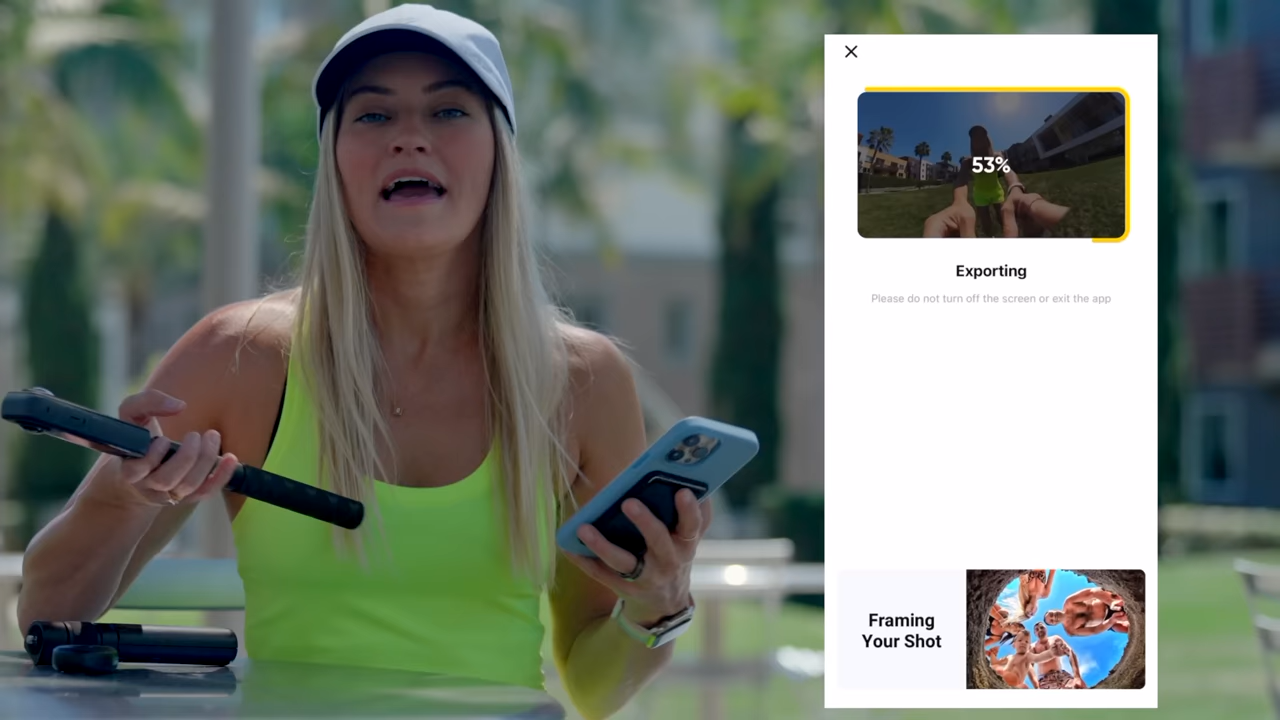 53%
Exporting
Please do not turn off the screen or exit the app
Framing
Your Shot